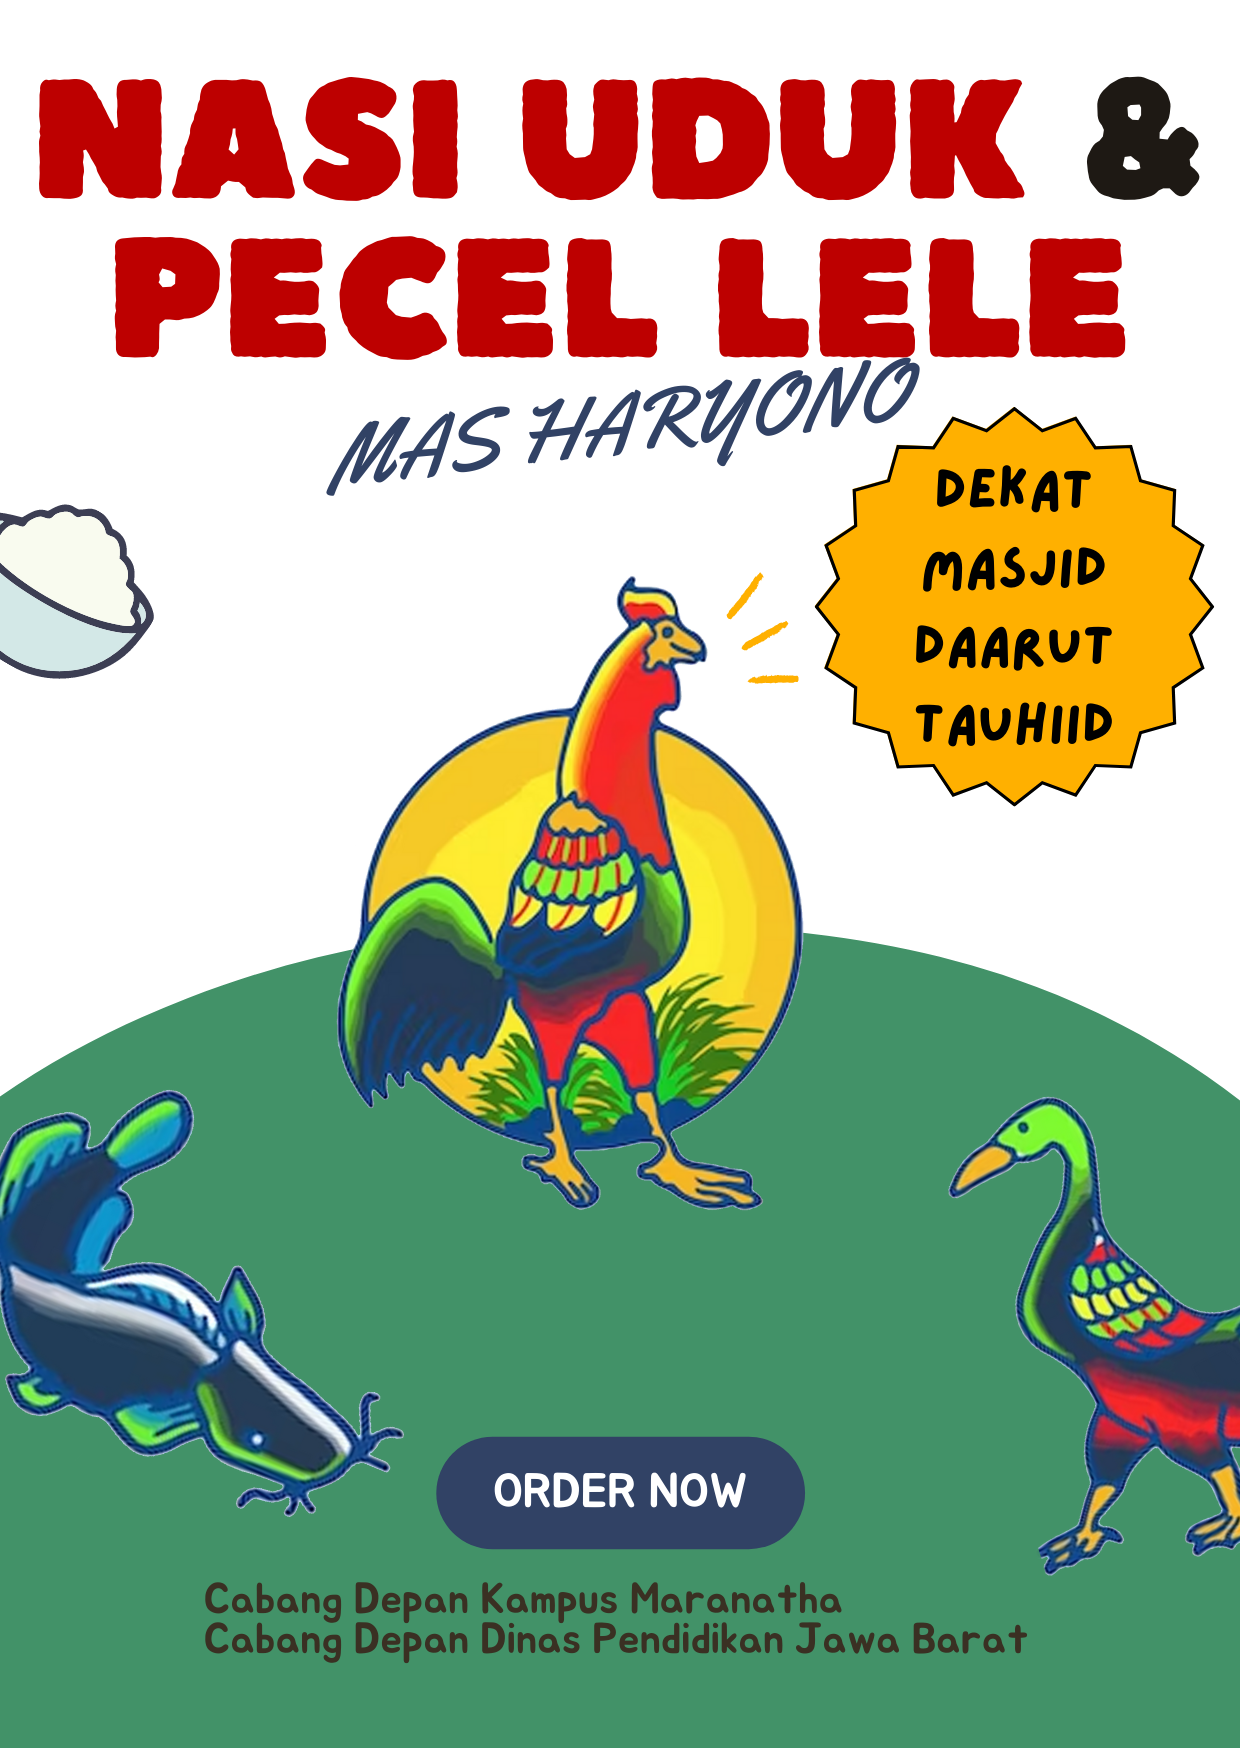 NASI UDUK &
PECEL LELE
MAS HARYONO
DEKAT
MASJID
DAARUT
TAUHIID
ORDER NOW
Cabang Depan Kampus Maranatha
Cabang Depan Dinas Pendidikan Jawa Barat